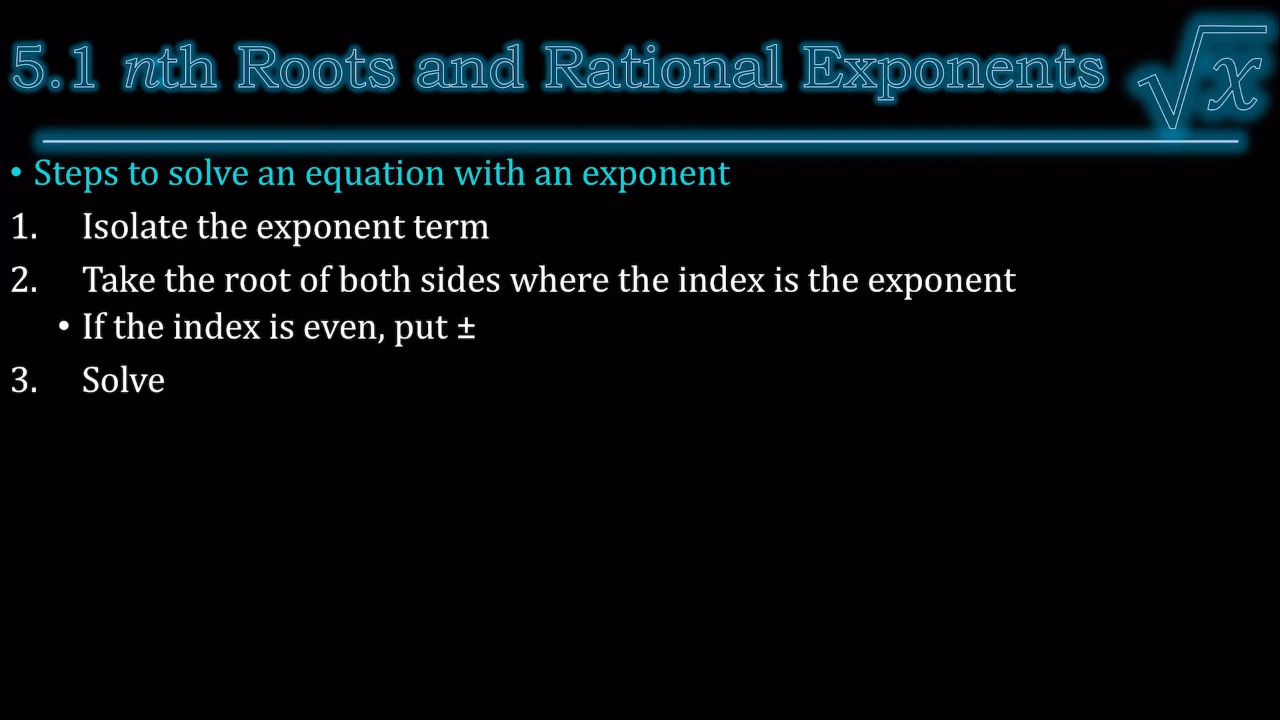 5.1 nth Roots and Rational Exponents
√x
• Steps to solve an equation with an exponent
1. Isolate the exponent term
2. Take the root of both sides where the index is the exponent
• If the index is even, put ±
3. Solve